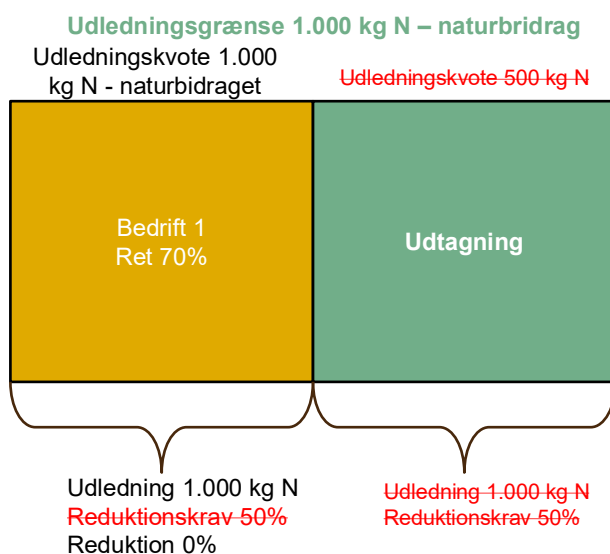 Udledningsgrænse 1.000 kg N – naturbridrag
Udledningskvote 1.000
kg N - naturbidraget
Udledningskvote 500 kg N
Bedrift 1
Ret 70%
Udtagning
Udledning 1.000 kg N
Reduktionskrav 50%
Reduktion 0%
Udledning 1.000 kg N
Reduktionskrav 50%